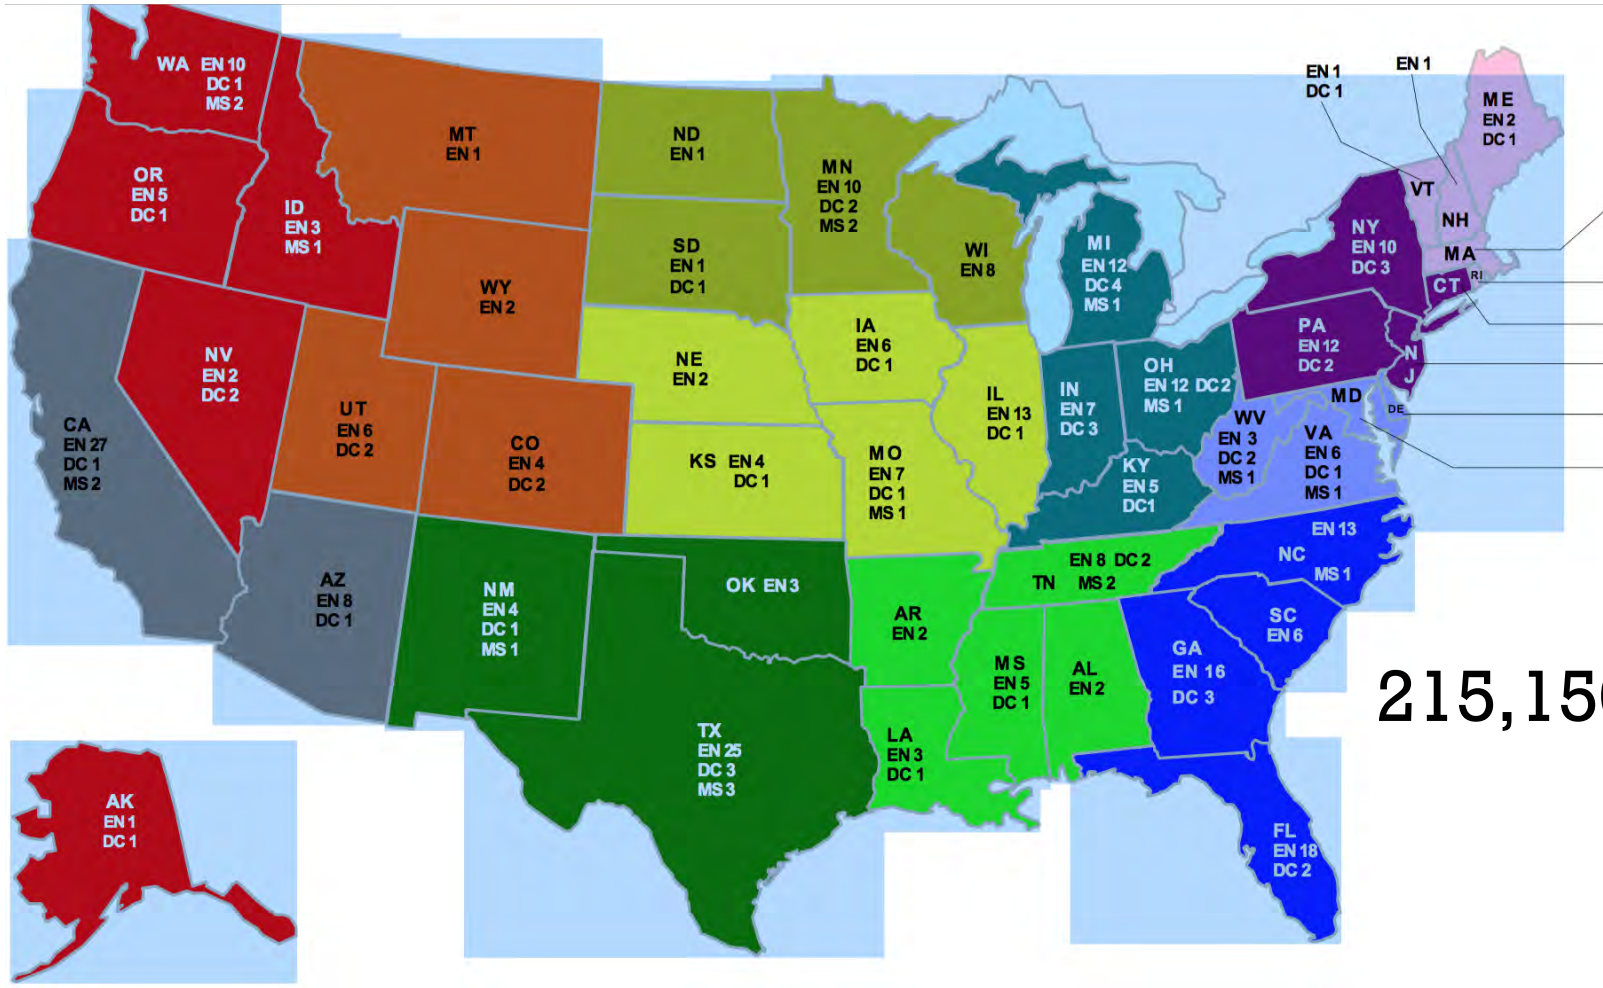 WA EN 10
DC 1
MS 2
OR
EN 5
DC 1
ID
EN 3
MS 1
MT
EN 1
WY
EN 2
ND
EN 1
SD
EN 1
DC 1
MN
EN 10
DC 2
MS 2
WI
EN 8
MI
EN 12
DC 4
MS 1
EN 1
DC 1
EN 1
ME
EN 2
DC 1
VT
NH
MA
RI
CT
NY
EN 10
DC 3
PA
EN 12
DC 2
N
J
MD
DE
CA
EN 27
DC 1
MS 2
NV
EN 2
DC 2
UT
EN 6
DC 2
CO
EN 4
DC 2
NE
EN 2
KS EN 4
DC 1
IA
EN 6
DC 1
MO
EN 7
DC 1
MS 1
IL
EN 13
DC 1
IN
EN 7
DC 3
OH
EN 12 DC 2
MS 1
KY
EN 5
DC1
WV
EN 3
DC 2
MS 1
VA
EN 6
DC 1
MS 1
AZ
EN 8
DC 1
NM
EN 4
DC 1
MS 1
OK EN 3
TX
EN 25
DC 3
MS 3
AR
EN 2
LA
EN 3
DC 1
EN 8 DC 2
TN MS 2
MS
EN 5
DC 1
AL
EN 2
EN 13
NC
MS 1
SC
EN 6
GA
EN 16
DC 3
FL
EN 18
DC 2
AK
EN 1
DC 1